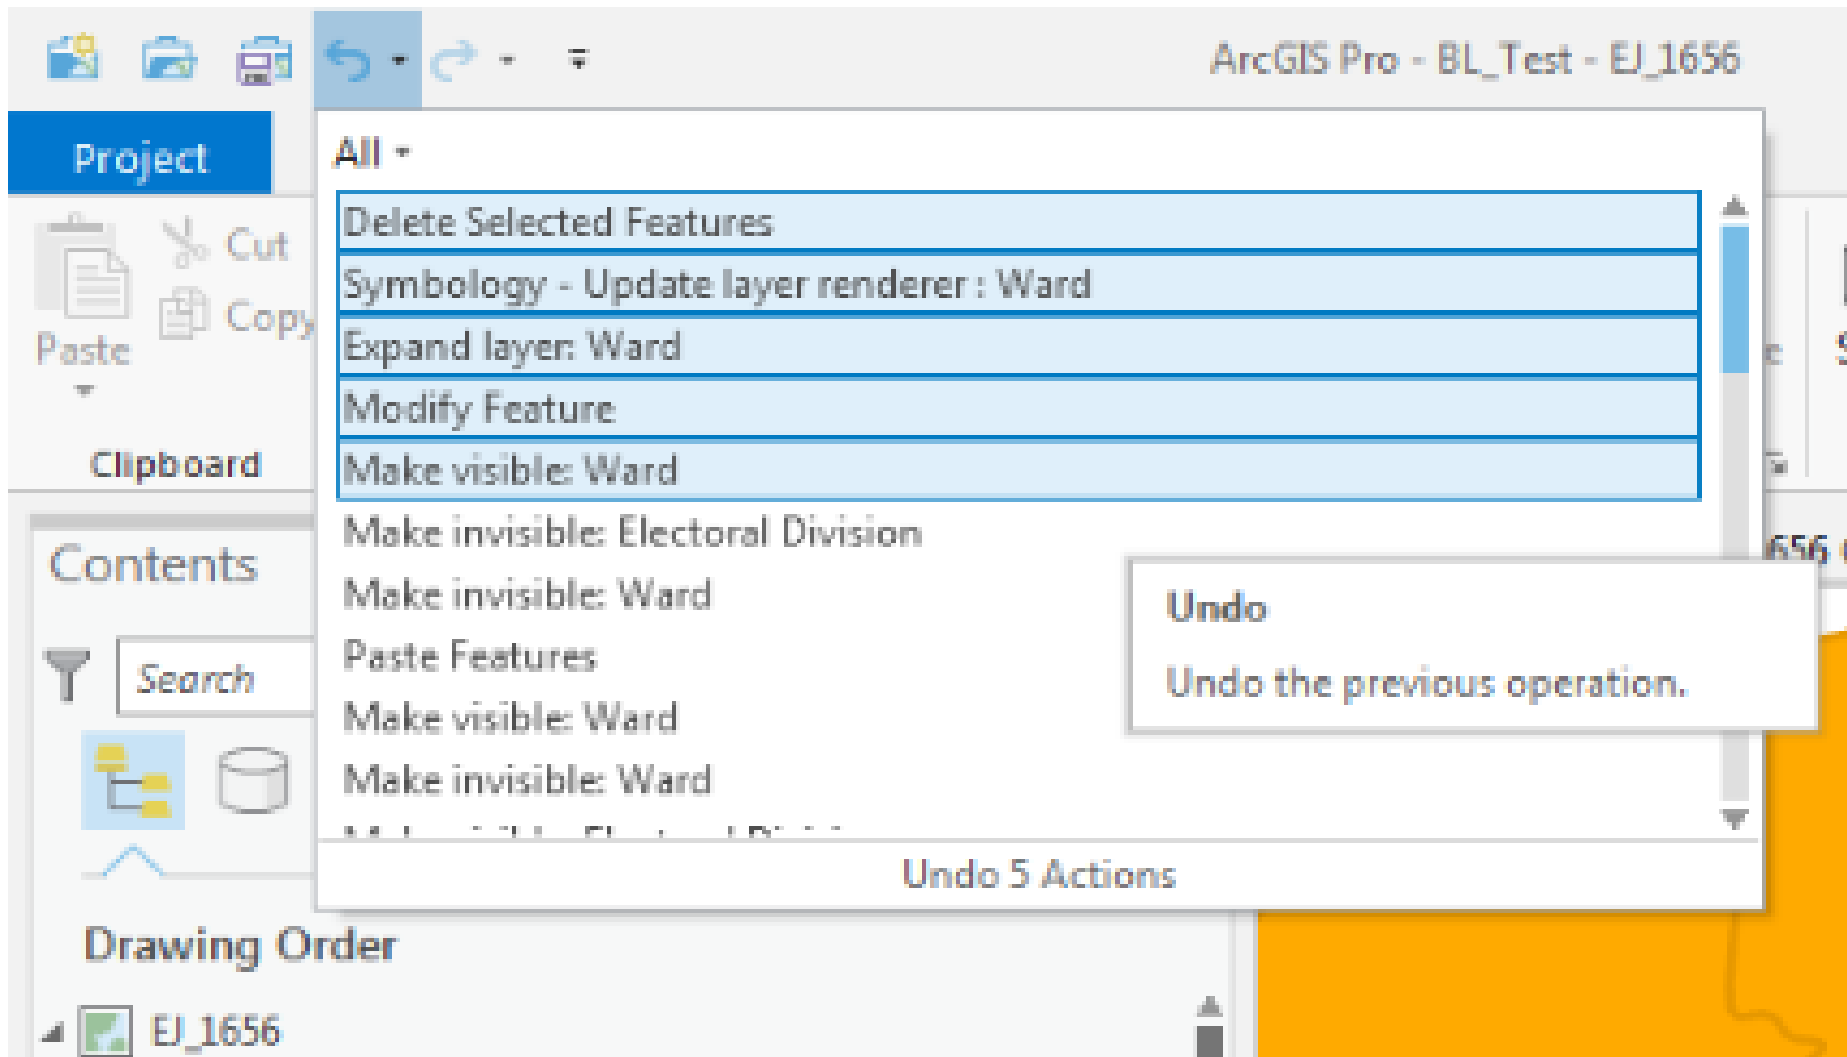 ArcGIS Pro - BL_Test - EJ_1656
Project
All
Delete Selected Features
Symbology - Update layer renderer : Ward
Expand layer: Ward
Modify Feature
Make visible: Ward
Make invisible: Electoral Division
Make invisible: Ward
Paste Features
Make visible: Ward
Make invisible: Ward
Undo 5 Actions
Undo
Undo the previous operation.
Cut
Copy
Paste
Clipboard
656
Contents
Search
Drawing Order
EJ_1656